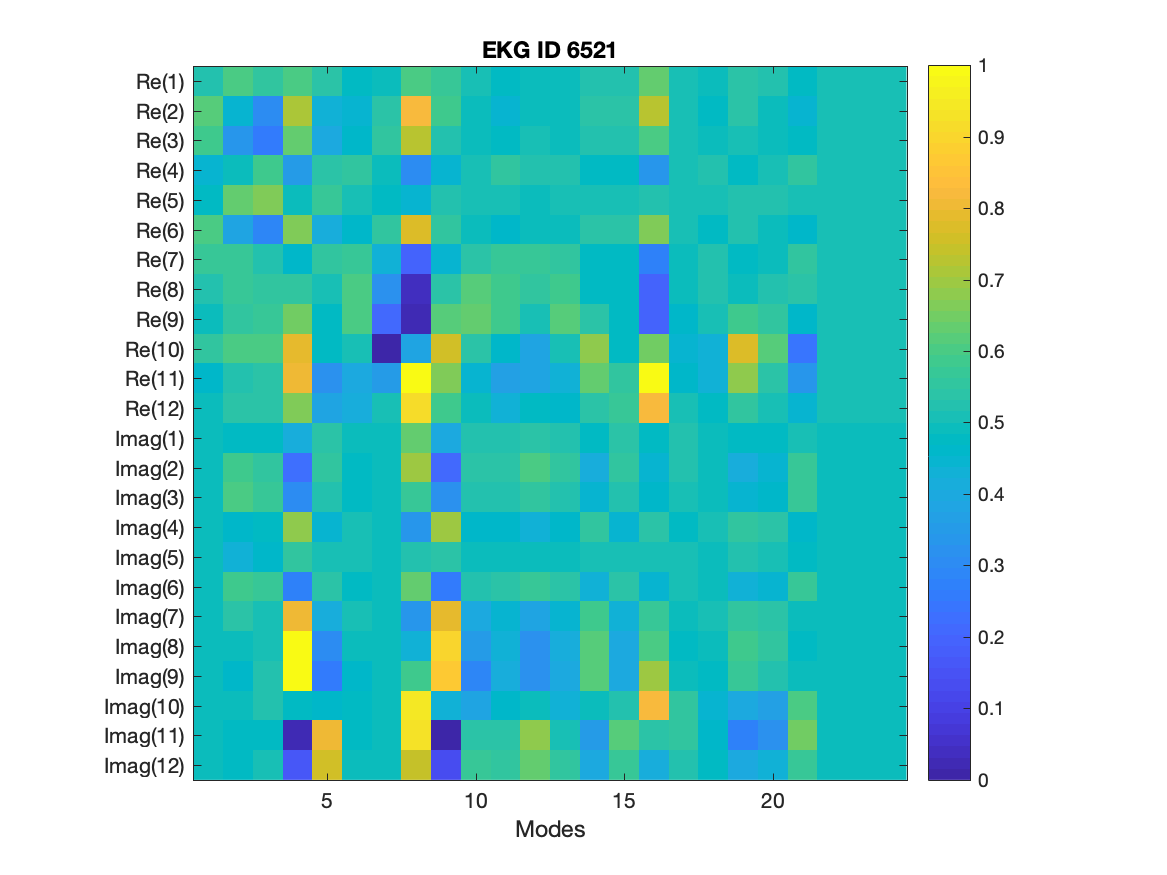 EKG ID 6521
Re(1)
Re(2)
Re(3)
Re(4)
Re(5)
Re(6)
Re(7)
Re(8)
Re(9)
Re(10)
Re(11)
Re(12)
Imag(1)
Imag(2)
Imag(3)
Imag(4)
Imag(5)
Imag(6)
Imag(7)
Imag(8)
Imag(9)
Imag(10)
Imag(11)
Imag(12)
5 10 15 20
Modes
1
0.9
0.8
0.7
0.6
0.5
0.4
0.3
0.2
0.1
0